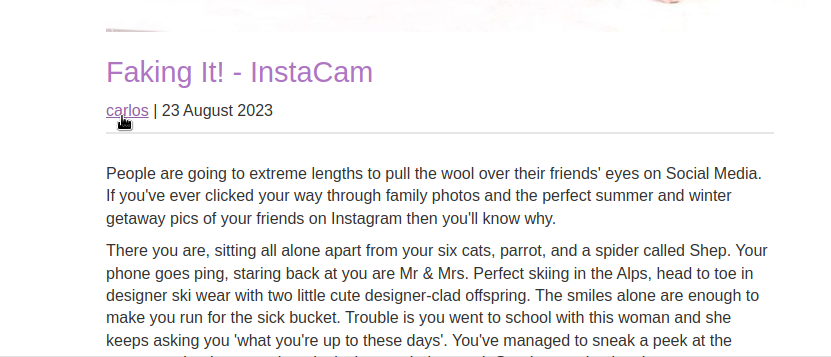 Faking It! - InstaCam
carlos | 23 August 2023
People are going to extreme lengths to pull the wool over their friends' eyes on Social Media.
If you've ever clicked your way through family photos and the perfect summer and winter
getaway pics of your friends on Instagram then you'll know why.
There you are, sitting all alone apart from your six cats, parrot, and a spider called Shep. Your
phone goes ping, staring back at you are Mr & Mrs. Perfect skiing in the Alps, head to toe in
designer ski wear with two little cute designer-clad offspring. The smiles alone are enough to
make you run for the sick bucket. Trouble is you went to school with this woman and she
keeps asking you 'what you're up to these days'. You've managed to sneak a peek at the